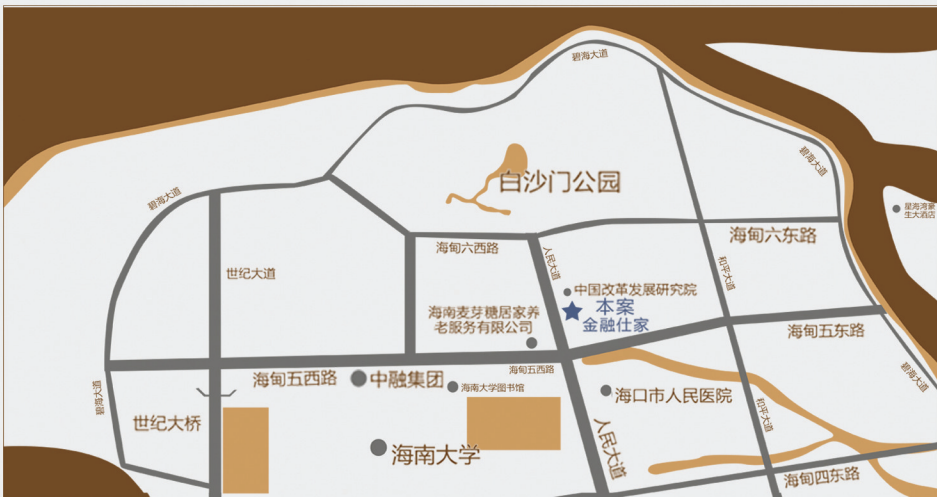 碧海大道
碧海大道
白沙门公园
碧海大道
星海湾豪
生大酒店
海甸六东路
海甸六西路
人民大道
世纪大道
和平大道
中国改革发展研究院
本案
金融仕家
海南麦芽糖居家养
老服务有限公司
海甸五东路
海甸五西路
海甸五西路
中融集团
海南大学图书馆
碧海大道
碧海大道
海口市人民医院
世纪大桥
和平大道
人民大道
海南大学
海甸四东路